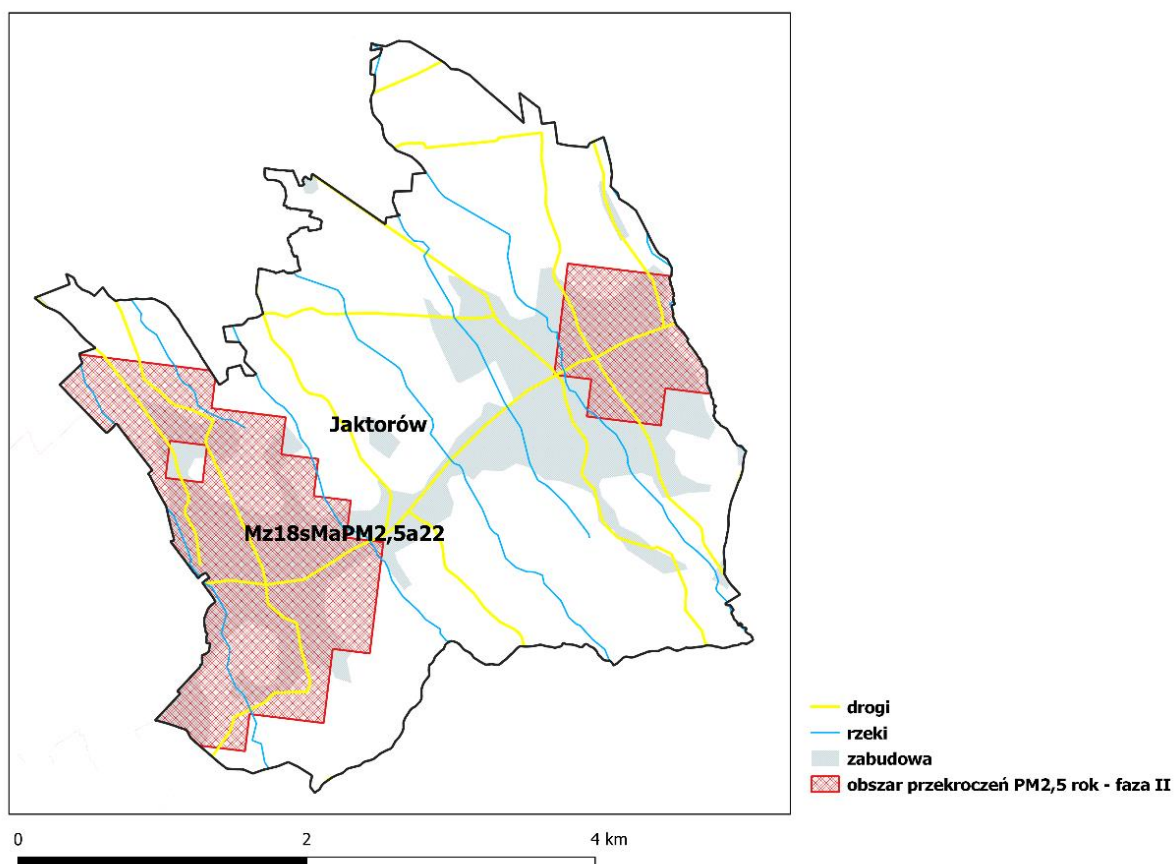 Jaktorów
Mz18sMaPM2,5a22
drogi
rzeki
zabudowa
obszar przekroczeń PM2,5 rok - faza II
0 2 4 km